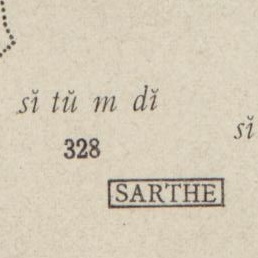 sĭ tŭ m dĭ
sĭ
328
SARTHE